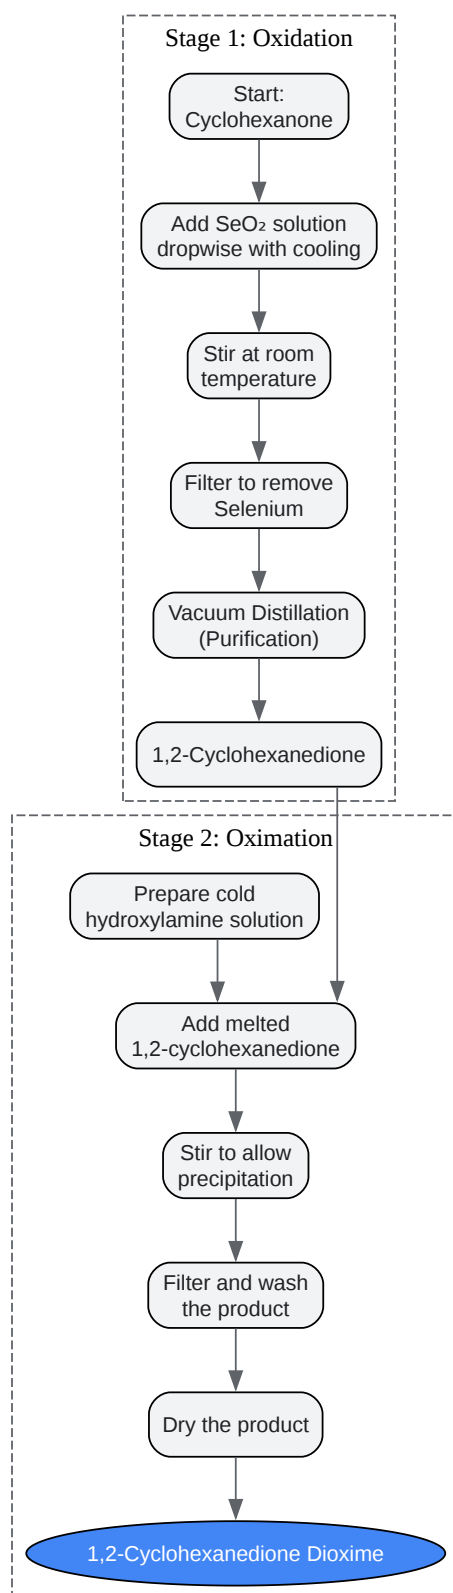 Stage 1: Oxidation
Start:
Cyclohexanone
Add SeO₂ solution
dropwise with cooling
Stir at room
temperature
Filter to remove
Selenium
Vacuum Distillation
(Purification)
1,2-Cyclohexanedione
Stage 2: Oximation
Prepare cold
hydroxylamine solution
Add melted
1,2-cyclohexanedione
Stir to allow
precipitation
Filter and wash
the product
Dry the product
1,2-Cyclohexanedione Dioxime